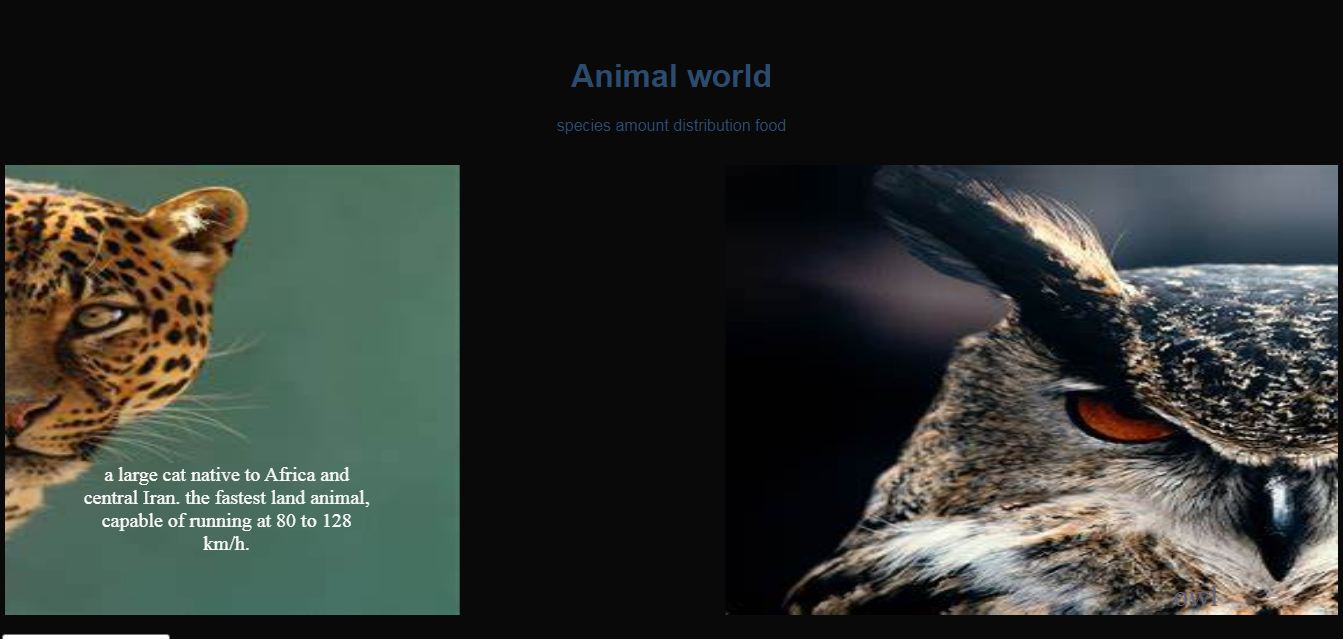 Animal world
species amount distribution food
a large cat native to Africa and
central Iran. the fastest land animal,
capable of running at 80 to 128
km/h.
owl